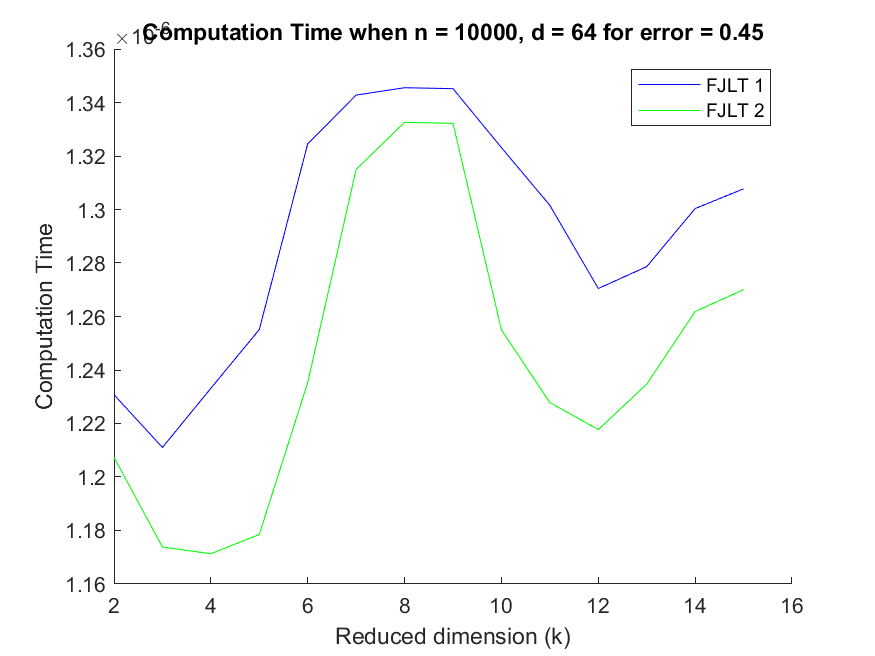 ×10-6
Computation Time when n = 10000, d = 64 for error = 0.45
1.36
1.34
1.32
1.3
1.28
1.26
1.24
1.22
1.2
1.18
1.16
Computation Time
FJLT 1
FJLT 2
2 4 6 8 10 12 14 16
Reduced dimension (k)